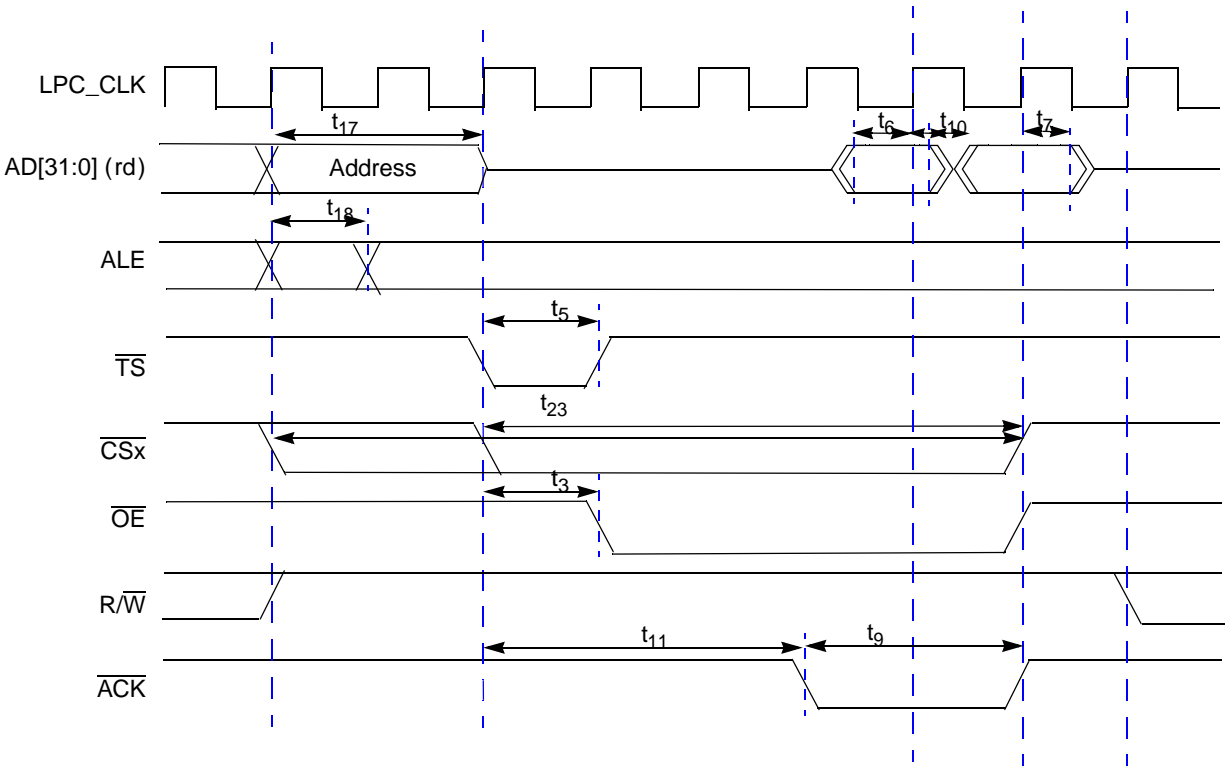 LPC_CLK
t17
t6
t10
t7
AD[31:0] (rd)
Address
t18
ALE
t5
TS
t23
CSx
t3
OE
R/W
t11
t9
ACK